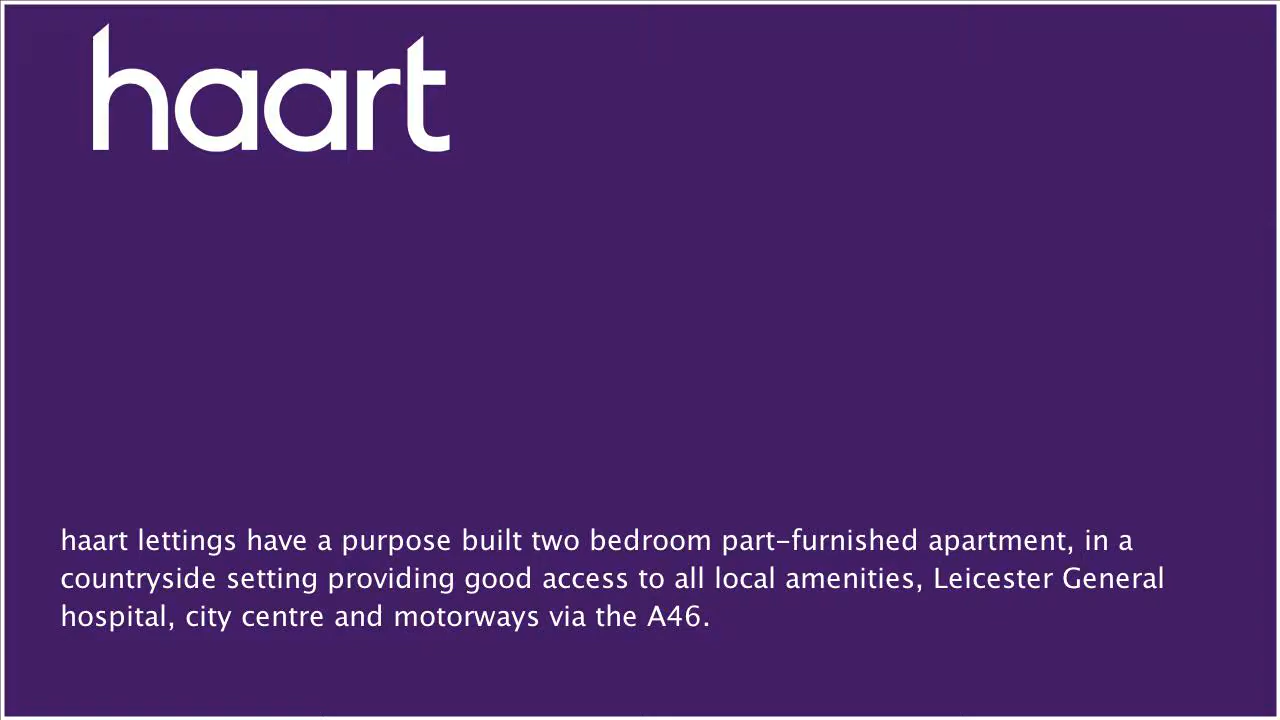 haart
haart lettings have a purpose built two bedroom part-furnished apartment, in a
countryside setting providing good access to all local amenities, Leicester General
hospital, city centre and motorways via the A46.